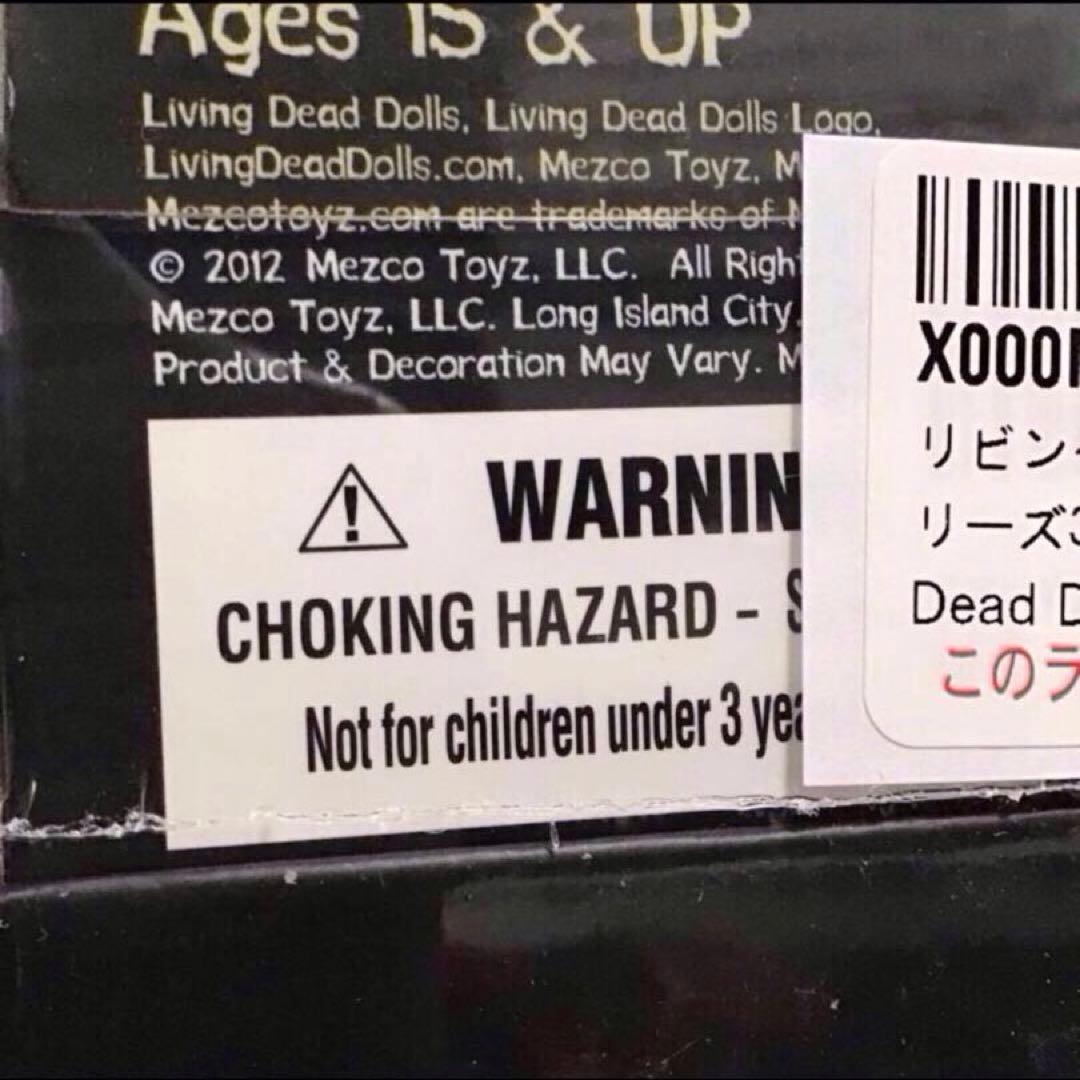 Ages 15 & UP
Living Dead Dolls, Living Dead Dolls Logo,
LivingDeadDolls.com, Mezco Toyz, M
Mezcotoyz.com are trademarks of M
© 2012 Mezco Toyz, LLC. All Righ
Mezco Toyz, LLC. Long Island City,
Product & Decoration May Vary. M
WARNIN
CHOKING HAZARD - S
Not for children under 3 yea
X000
リビン
リーズ3
Dead D
このラ